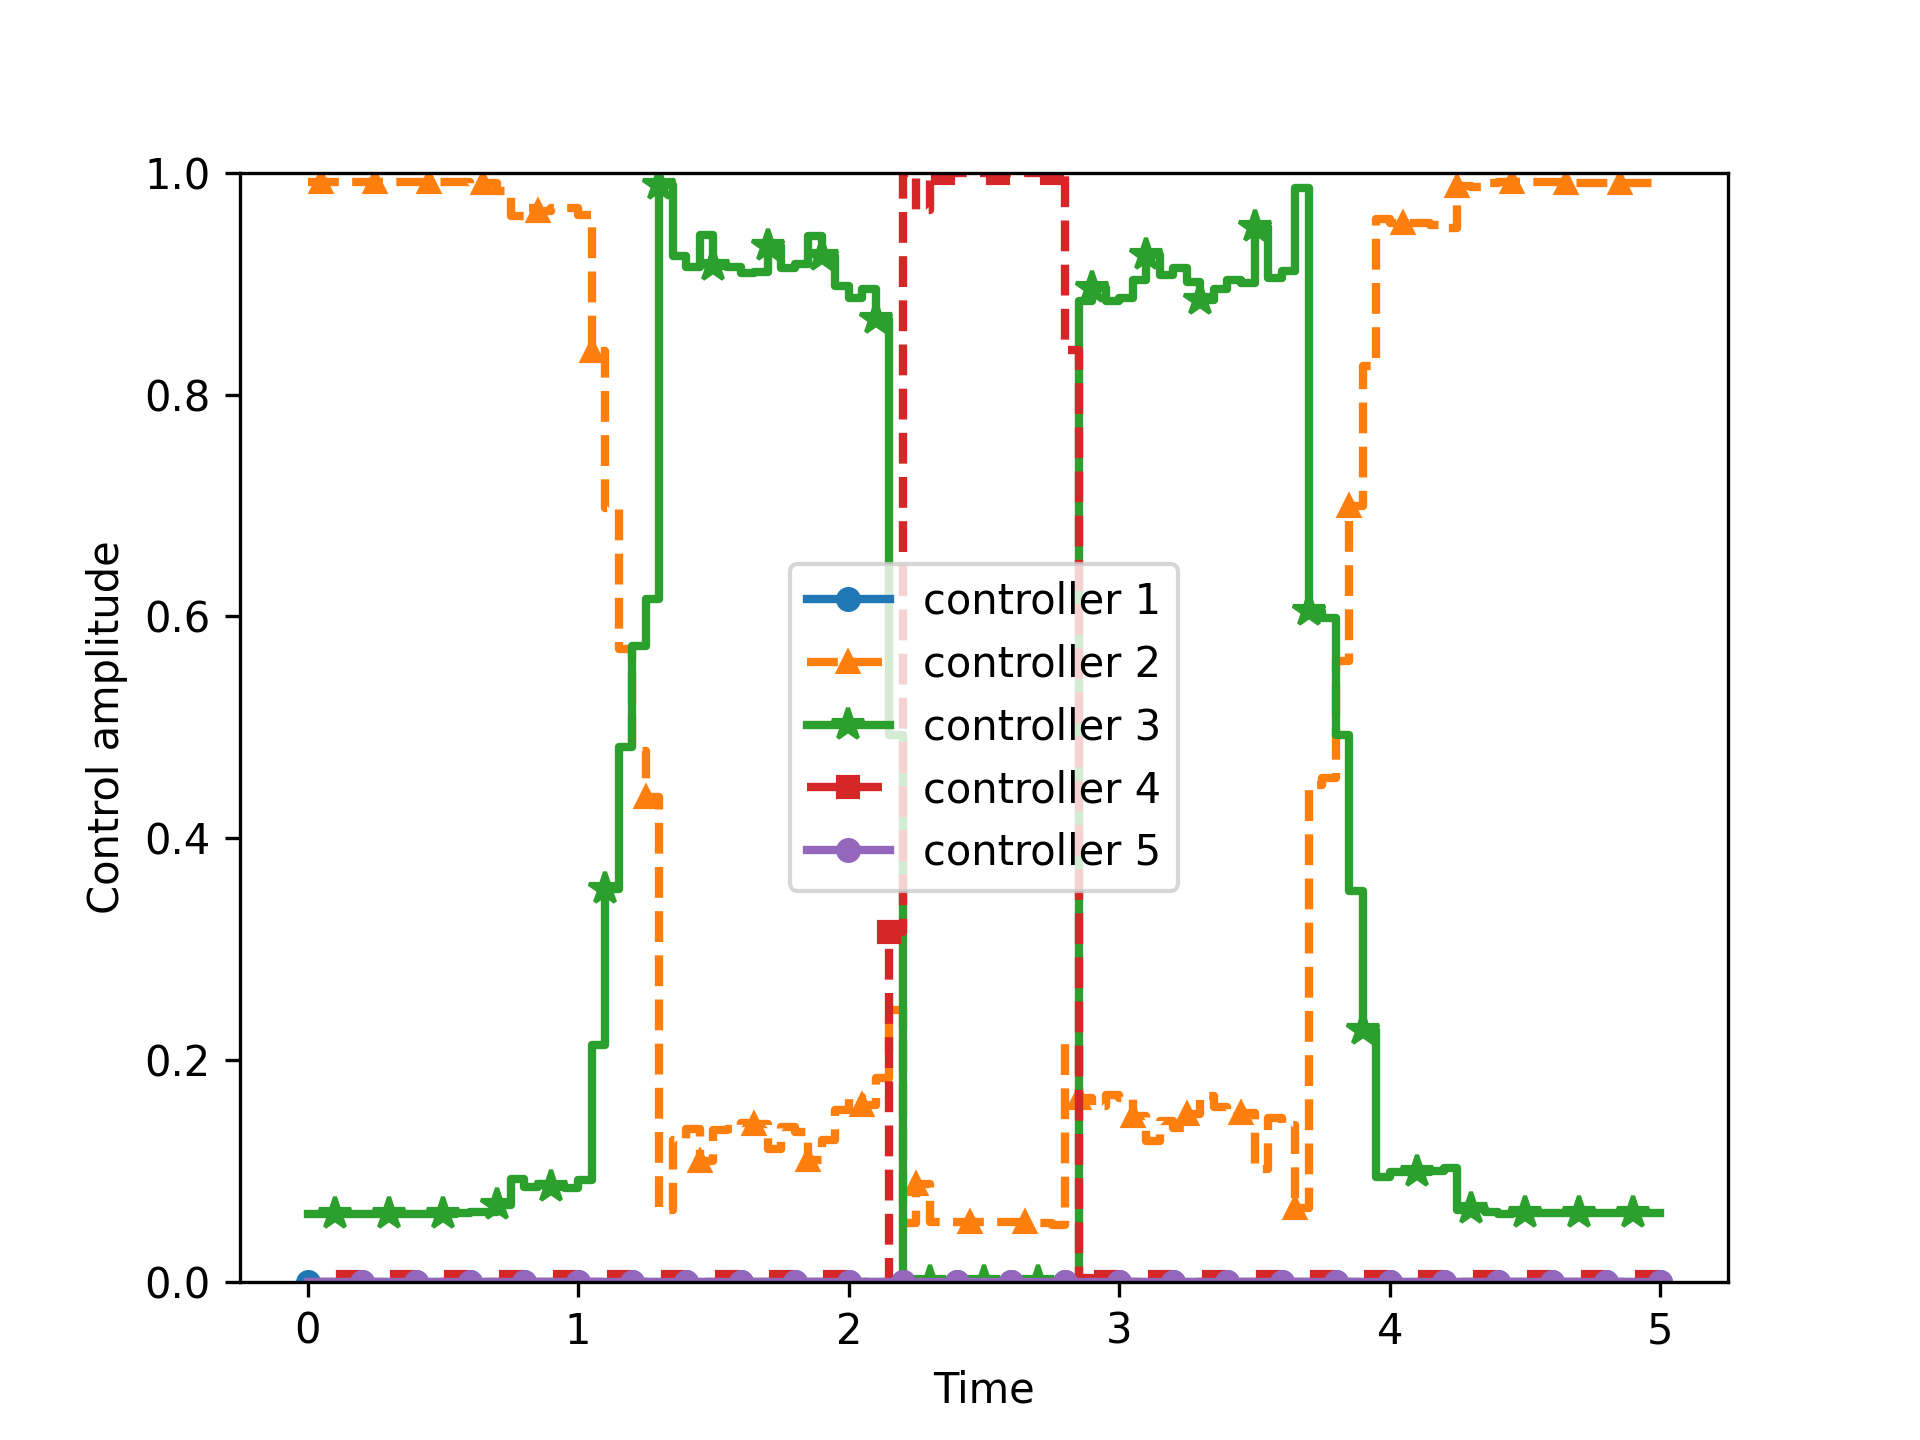 1.0
0.8
0.6
0.4
0.2
0.0
Control amplitude
controller 1
controller 2
controller 3
controller 4
controller 5
0 1 2 3 4 5
Time